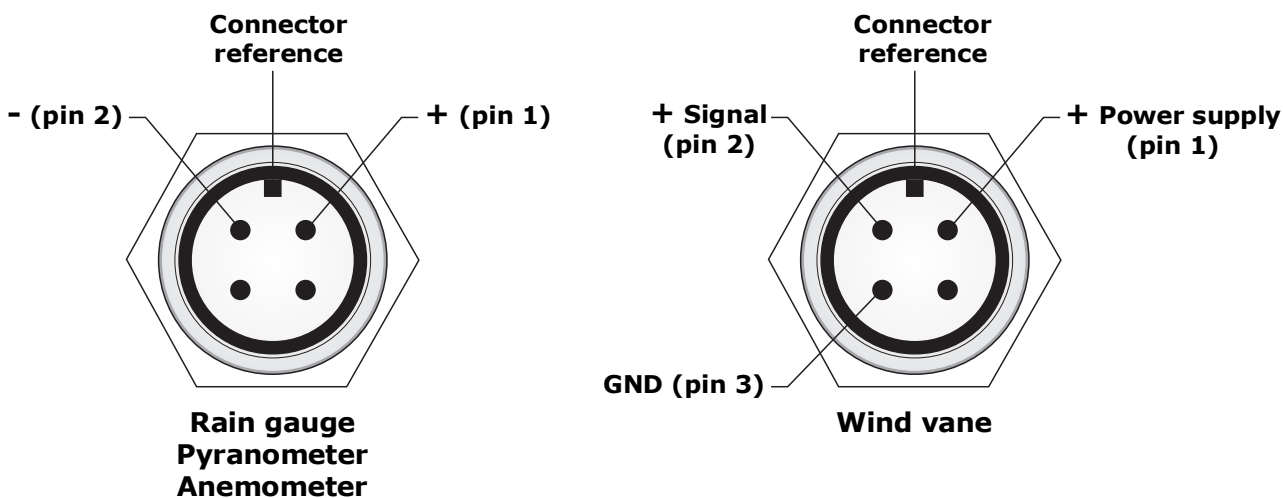 Connector
reference
- (pin 2)
+ (pin 1)
Rain gauge
Pyranometer
Anemometer
Connector
reference
+ Signal
(pin 2)
+ Power supply
(pin 1)
GND (pin 3)
Wind vane